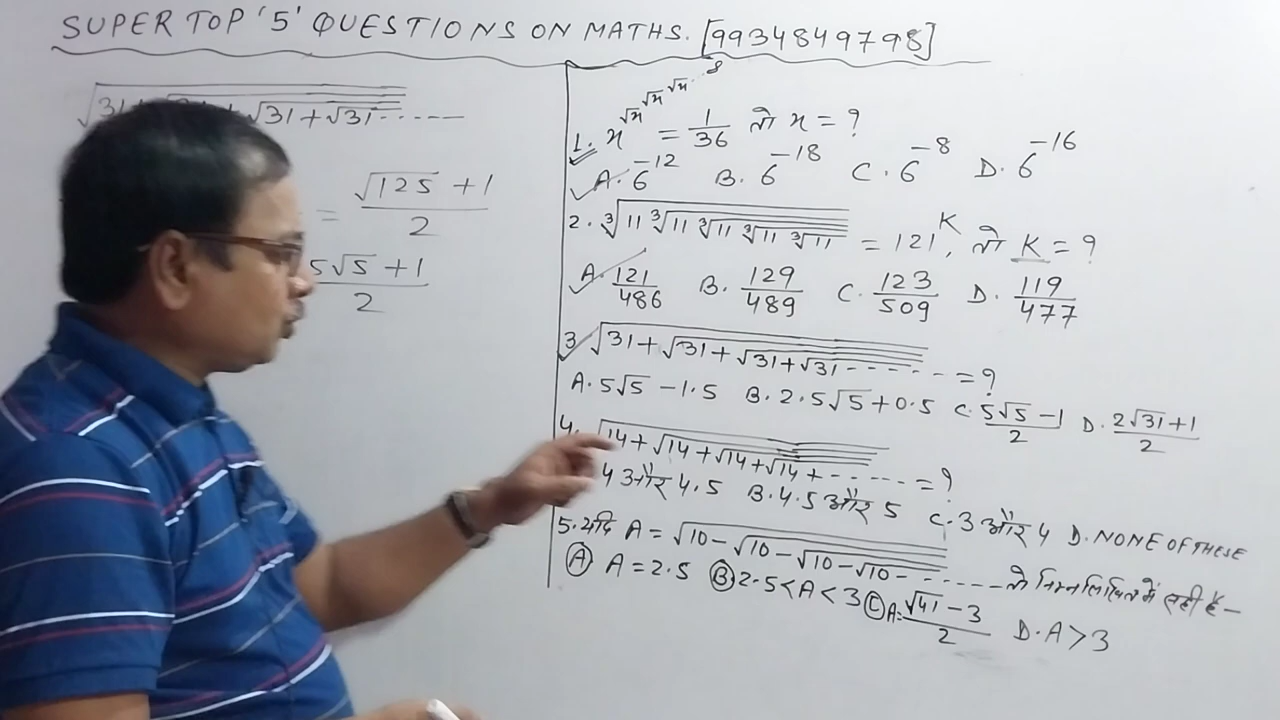 SUPER TOP '5' QUESTIONS ON MATHS. [9934849798]
√31+ √31 + √31 + √31 -----
= (√125 + 1)/2
5√5 + 1/2
1. x^√x^√x^√x..∞ = 1/36 तो x = ?
A. 6^-12 B. 6^-18 C. 6^-8 D. 6^-16
2. ∛11 ∛11 ∛11 ∛11 ∛11 = 121^K, तो K = ?
A. 121/486 B. 129/489 C. 123/509 D. 119/477
3 √31 + √31 + √31 + √31 ------ = ?
A. 5√5 - 1.5 B. 2.5√5 + 0.5 C. (5√5 - 1)/2 D. (2√31 + 1)/2
4. √14 + √14 + √14 + √14 + ------ = ?
4 और 4.5 B. 4.5 और 5 C. 3 और 4 D. NONE OF THESE
5. यदि A = √10 - √10 - √10 - √10 - ------ तो निम्नलिखित में सही है -
Ⓐ A = 2.5 Ⓑ 2.5 < A < 3 Ⓒ A = (√41 - 3)/2 D. A > 3